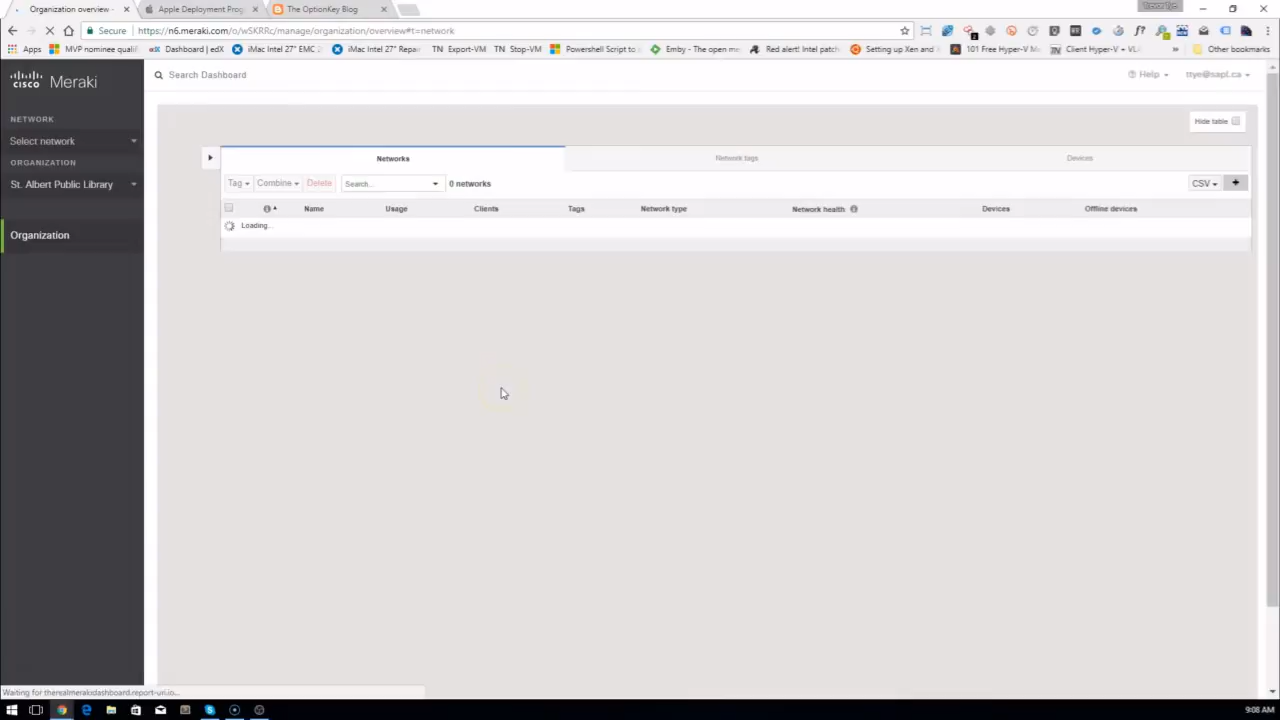 Organization overview -
Apple Deployment Prog
The OptionKey Blog
Secure
https://n6.meraki.com/o/wSKRRc/manage/organization/overview#t=network
Apps
MVP nominee quali
Dashboard | edX
iMac Intel 27" EMC 2
iMac Intel 27" Repair
TN Export-VM
TN Stop-VM
Powershell Script to s
Emby - The open me
Red alert! Intel patch
Setting up Xen and X
101 Free Hyper-V M
Client Hyper-V + VLA
»
Other bookmarks
cisco Meraki
Search Dashboard
Help
ttye@sapl.ca
NETWORK
Select network
ORGANIZATION
St. Albert Public Library
Organization
Hide table
Networks
Network tags
Devices
Tag
Combine
Delete
Search...
0 networks
CSV
+
Name
Usage
Clients
Tags
Network type
Network health
Devices
Offline devices
Loading...
Waiting for therealmerakidashboard.report-uri.io...
9:08 AM